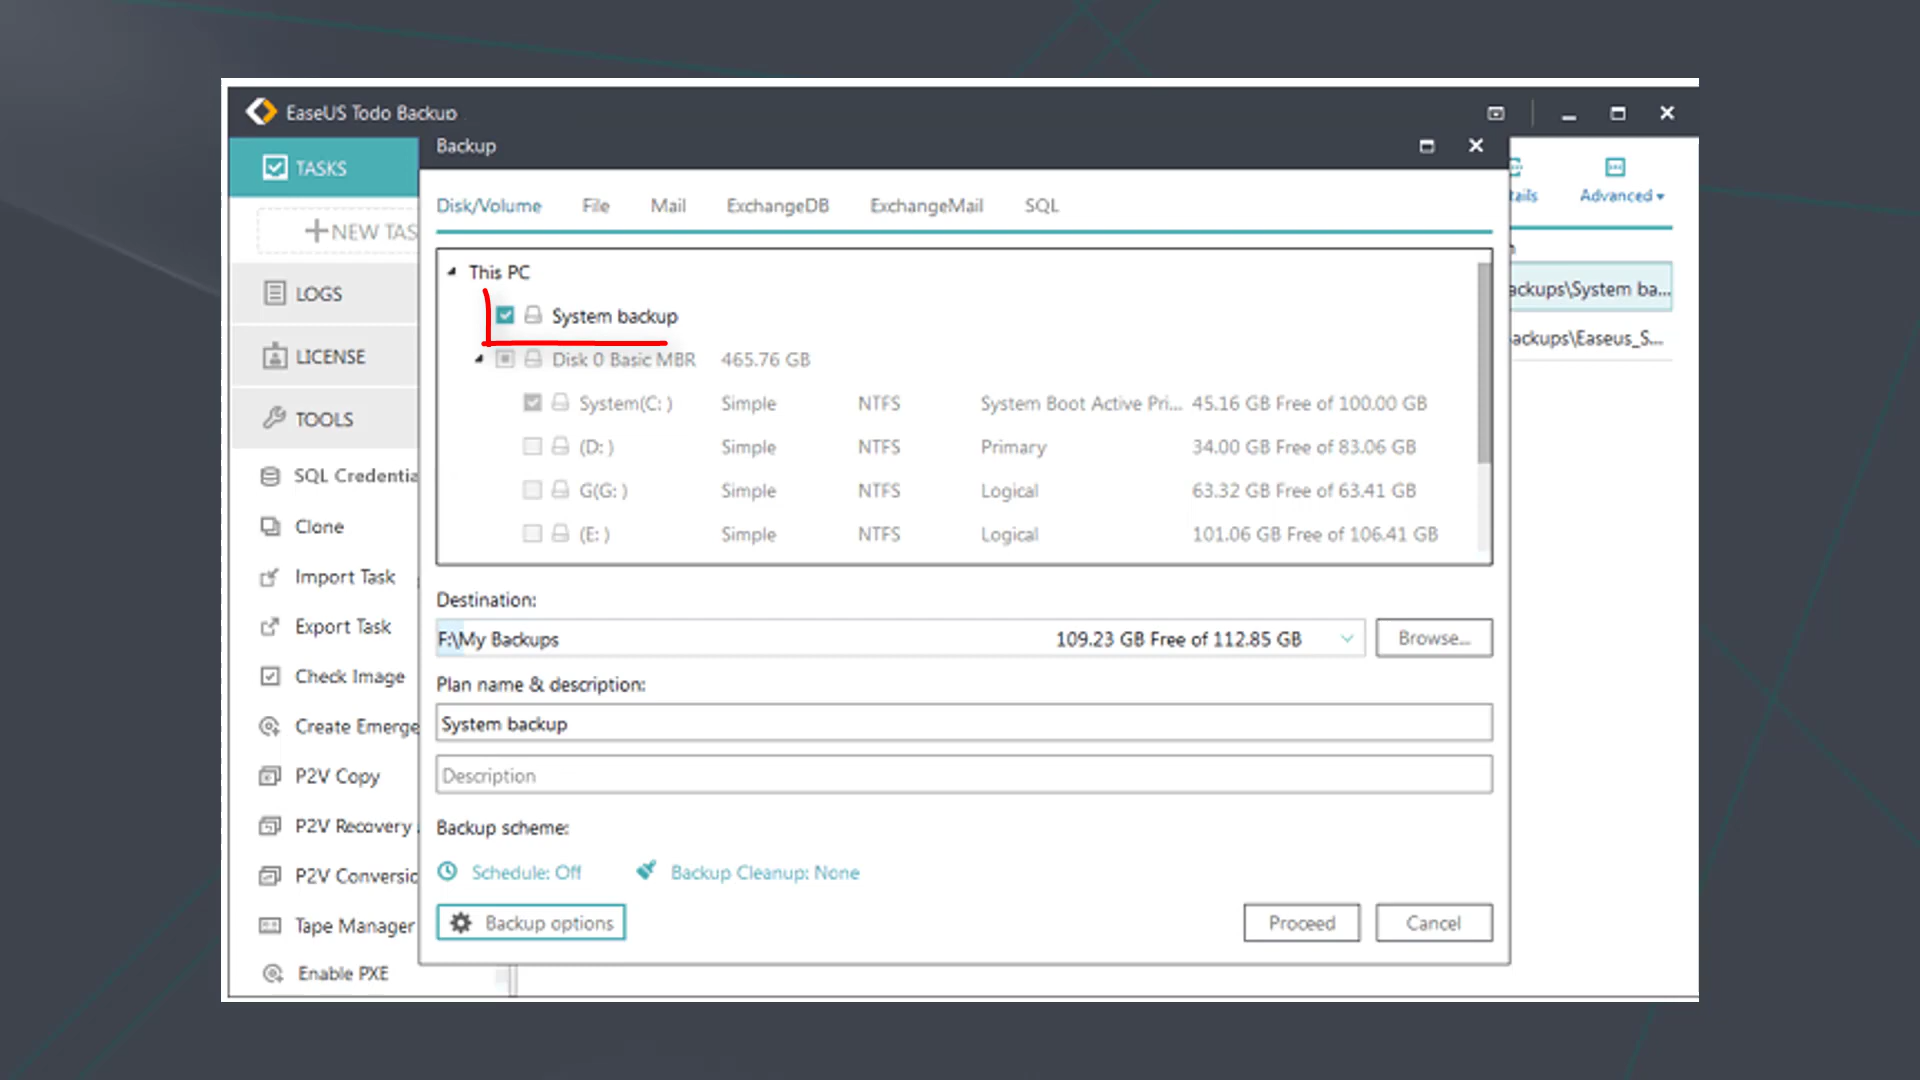 EaseUS Todo Backup
TASKS
NEW TAS
LOGS
LICENSE
TOOLS
SQL Credentia
Clone
Import Task
Export Task
Check Image
Create Emerge
P2V Copy
P2V Recovery
P2V Conversio
Tape Manager
Enable PXE
Backup
Disk/Volume File Mail ExchangeDB ExchangeMail SQL
This PC
System backup
Disk 0 Basic MBR 465.76 GB
System(C: ) Simple NTFS System Boot Active Pri... 45.16 GB Free of 100.00 GB
(D: ) Simple NTFS Primary 34.00 GB Free of 83.06 GB
G(G: ) Simple NTFS Logical 63.32 GB Free of 63.41 GB
(E: ) Simple NTFS Logical 101.06 GB Free of 106.41 GB
Destination:
F:\My Backups 109.23 GB Free of 112.85 GB Browse...
Plan name & description:
System backup
Description
Backup scheme:
Schedule: Off Backup Cleanup: None
Backup options Proceed Cancel
tails Advanced
ackups\System ba...
ackups\Easeus_S...